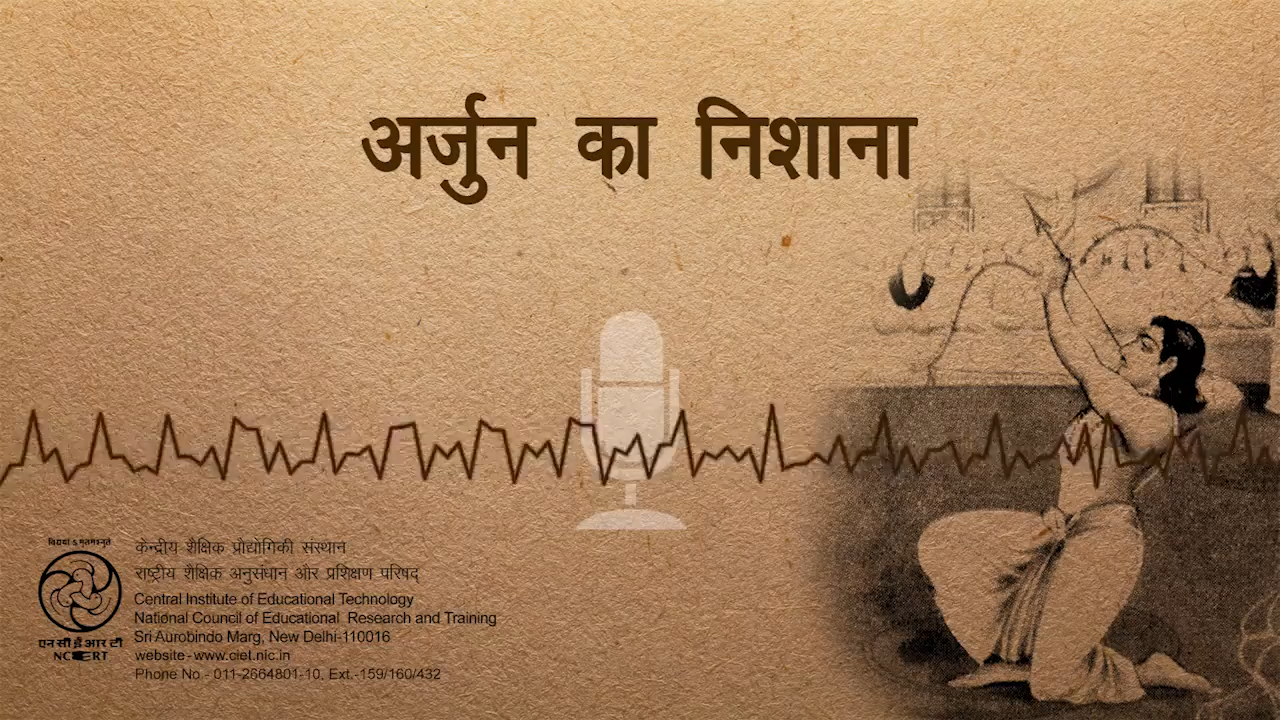 अर्जुन का निशाना
विद्यया ऽ मृतमश्नुते
एन सी ई आर टी
NCERT
केन्द्रीय शैक्षिक प्रौद्योगिकी संस्थान
राष्ट्रीय शैक्षिक अनुसंधान और प्रशिक्षण परिषद्
Central Institute of Educational Technology
National Council of Educational Research and Training
Sri Aurobindo Marg, New Delhi-110016
website - www.ciet.nic.in
Phone No - 011-2664801-10, Ext.-159/160/432